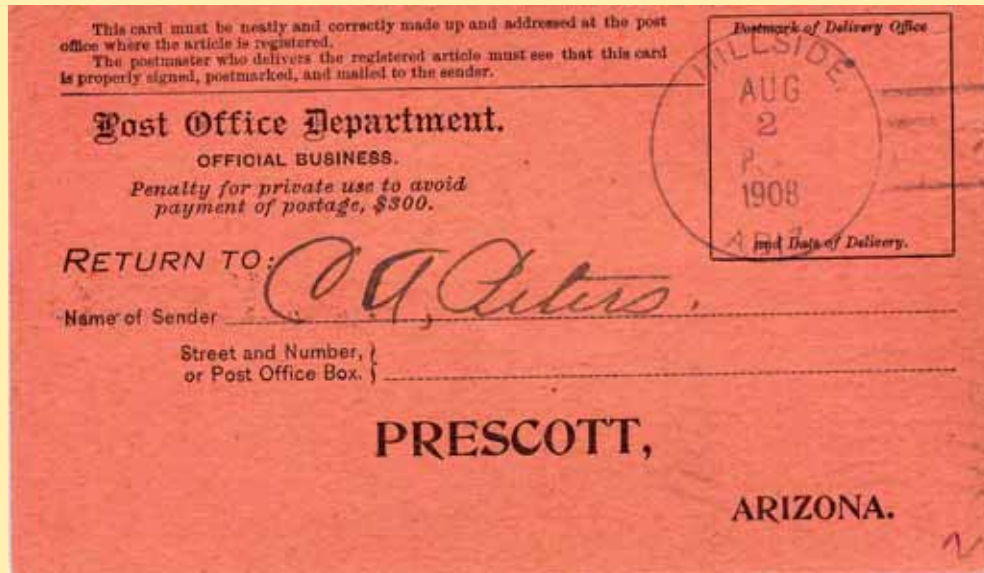 This card must be neatly and correctly made up and addressed at the post
office where the article is registered.
The postmaster who delivers the registered article must see that this card
is properly signed, postmarked, and mailed to the sender.
Post Office Department.
OFFICIAL BUSINESS.
Penalty for private use to avoid
payment of postage, $300.
Postmark of Delivery Office
HILLSIDE
AUG
2
P.
1908
ARIZ
and Date of Delivery.
RETURN TO:
C A, Peters.
Name of Sender
Street and Number,
or Post Office Box.
PRESCOTT,
ARIZONA.